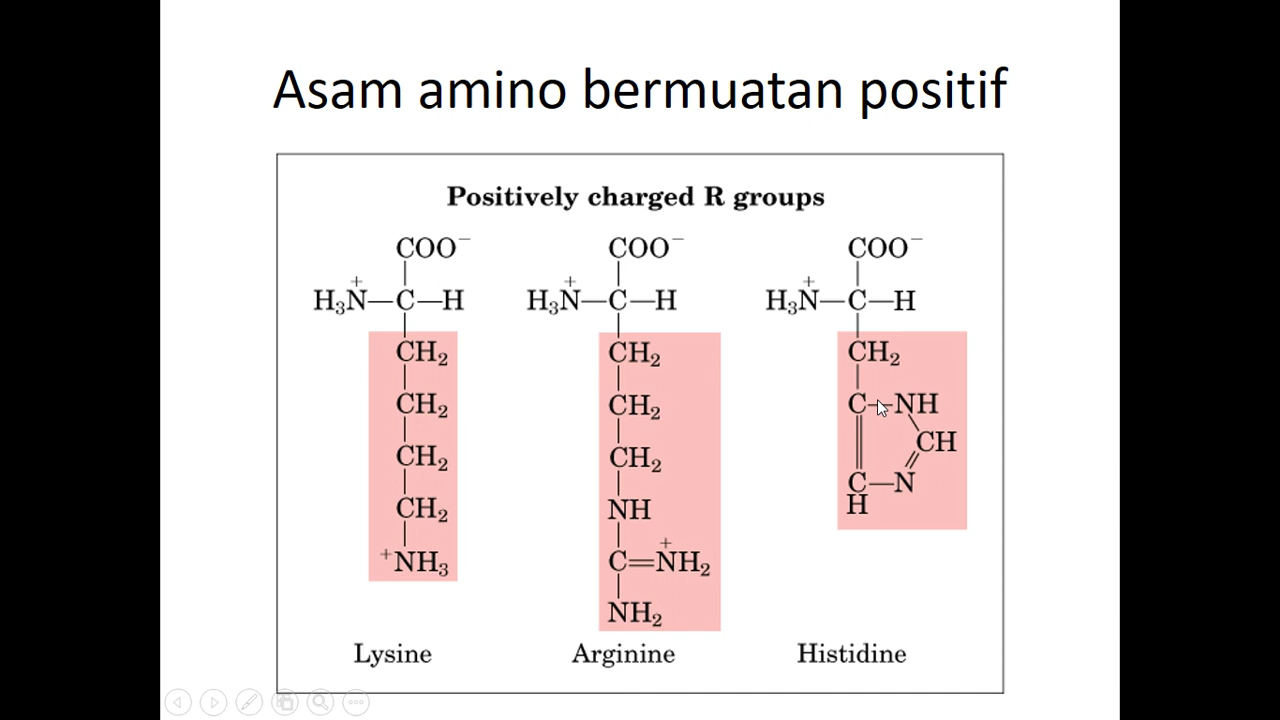 Asam amino bermuatan positif
Positively charged R groups
COO⁻ COO⁻ COO⁻
H₃N⁺—C—H H₃N⁺—C—H H₃N⁺—C—H
CH₂ CH₂ CH₂
CH₂ CH₂ C—NH
CH
CH₂ CH₂ C—N
H
CH₂ NH
⁺NH₃ C=N⁺H₂
NH₂
Lysine Arginine Histidine